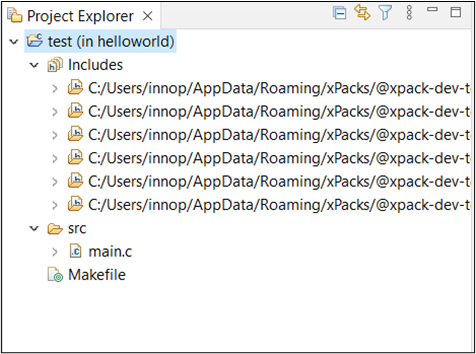 Project Explorer
test (in helloworld)
Includes
C:/Users/innop/AppData/Roaming/xPacks/@xpack-dev-t
C:/Users/innop/AppData/Roaming/xPacks/@xpack-dev-t
C:/Users/innop/AppData/Roaming/xPacks/@xpack-dev-t
C:/Users/innop/AppData/Roaming/xPacks/@xpack-dev-t
C:/Users/innop/AppData/Roaming/xPacks/@xpack-dev-t
C:/Users/innop/AppData/Roaming/xPacks/@xpack-dev-t
src
main.c
Makefile